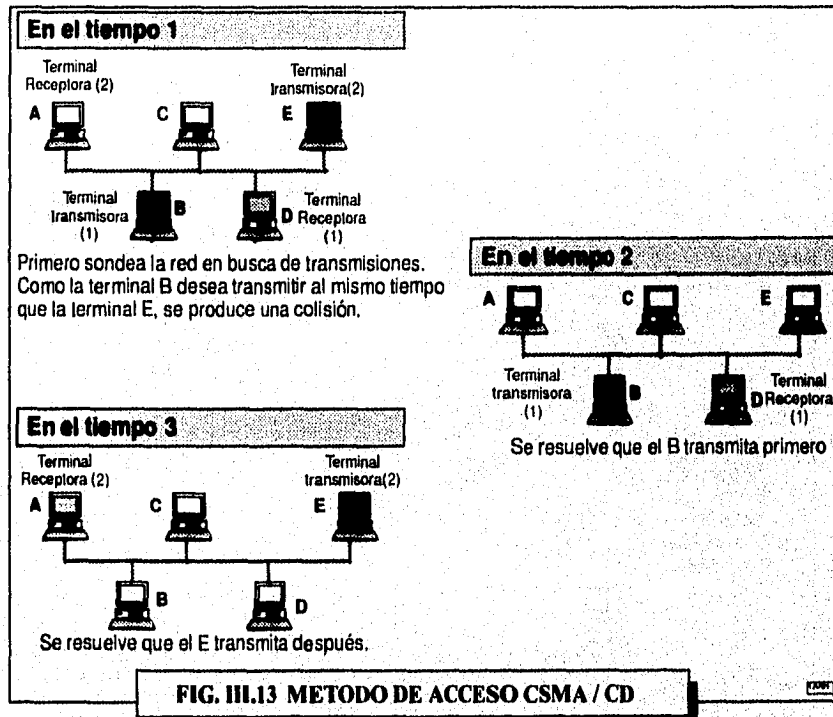 En el tiempo 1
Terminal
Receptora (2)
Terminal
transmisora(2)
A
C
E
Terminal
transmisora
(1)
B
D
Terminal
Receptora
(1)
Primero sondea la red en busca de transmisiones.
Como la terminal B desea transmitir al mismo tiempo
que la terminal E, se produce una colisión.
En el tiempo 2
A
C
E
Terminal
transmisora
(1)
B
D
Terminal
Receptora
(1)
Se resuelve que el B transmita primero
En el tiempo 3
Terminal
Receptora (2)
Terminal
transmisora(2)
A
C
E
B
D
Se resuelve que el E transmita después.
FIG. III.13 METODO DE ACCESO CSMA / CD